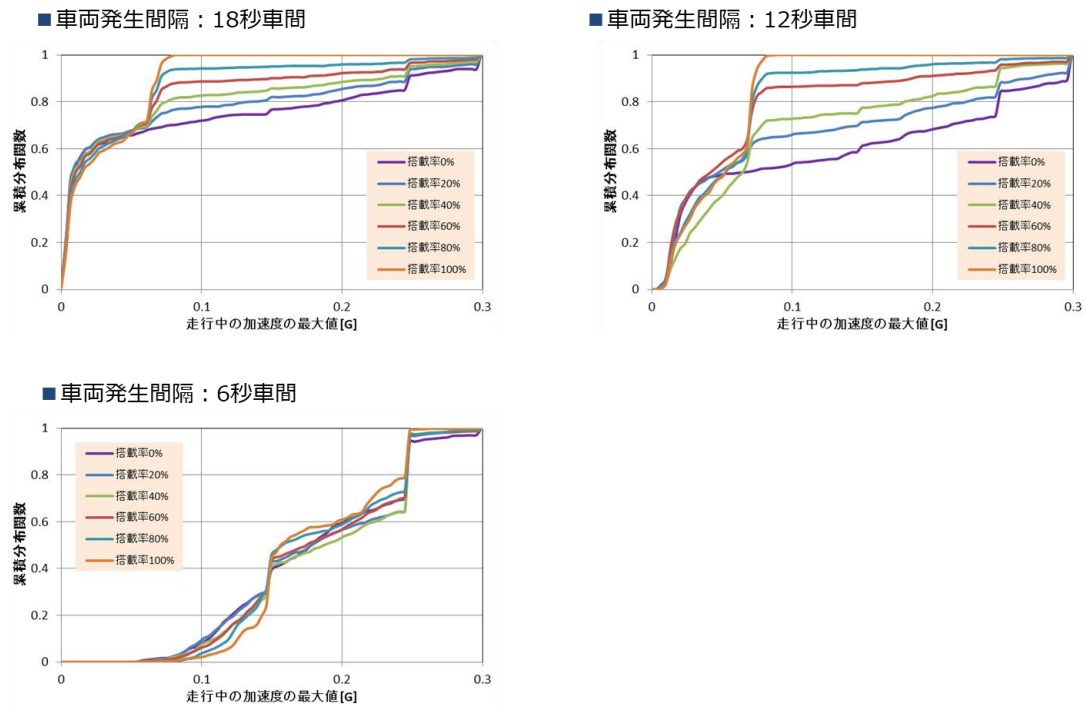 ■車両発生間隔：18秒車間
1
0.8
0.6
0.4
0.2
0
累積分布関数
搭載率0%
搭載率20%
搭載率40%
搭載率60%
搭載率80%
搭載率100%
0 0.1 0.2 0.3
走行中の加速度の最大値[G]
■車両発生間隔：12秒車間
1
0.8
0.6
0.4
0.2
0
累積分布関数
搭載率0%
搭載率20%
搭載率40%
搭載率60%
搭載率80%
搭載率100%
0 0.1 0.2 0.3
走行中の加速度の最大値[G]
■車両発生間隔：6秒車間
1
0.8
0.6
0.4
0.2
0
累積分布関数
搭載率0%
搭載率20%
搭載率40%
搭載率60%
搭載率80%
搭載率100%
0 0.1 0.2 0.3
走行中の加速度の最大値[G]